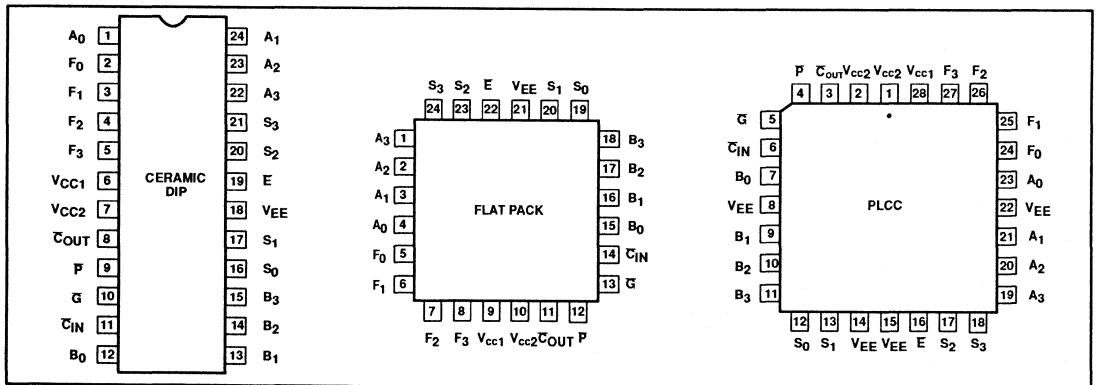 A0 1 24 A1
F0 2 23 A2
F1 3 22 A3
F2 4 21 S3
F3 5 20 S2
VCC1 6 19 E̅
VCC2 7 18 VEE
C̅OUT 8 17 S1
P̅ 9 16 S0
G̅ 10 15 B3
C̅IN 11 14 B2
B0 12 13 B1
CERAMIC
DIP
S3 S2 E̅ VEE S1 S0
24 23 22 21 20 19
A3 1 18 B3
A2 2 17 B2
A1 3 16 B1
A0 4 15 B0
F0 5 14 C̅IN
F1 6 13 G̅
FLAT PACK
7 8 9 10 11 12
F2 F3 VCC1 VCC2 C̅OUT P̅
P̅ C̅OUT VCC2 VCC2 VCC1 F3 F2
4 3 2 1 28 27 26
G̅ 5 25 F1
C̅IN 6 24 F0
B0 7 23 A0
VEE 8 22 VEE
B1 9 21 A1
B2 10 20 A2
B3 11 19 A3
PLCC
12 13 14 15 16 17 18
S0 S1 VEE VEE E̅ S2 S3